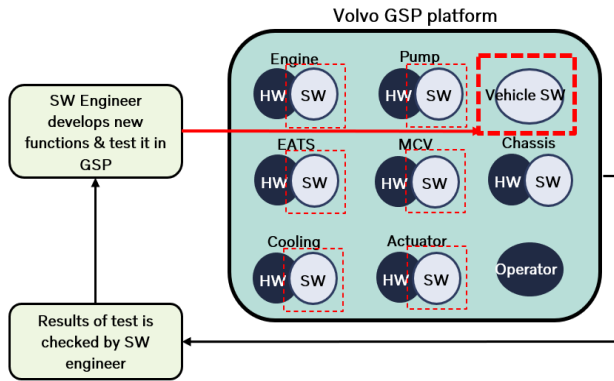 Volvo GSP platform
Engine
HW SW
Pump
HW SW
Vehicle SW
SW Engineer
develops new
functions & test it in
GSP
EATS
HW SW
MCV
HW SW
Chassis
HW SW
Cooling
HW SW
Actuator
HW SW
Operator
Results of test is
checked by SW
engineer